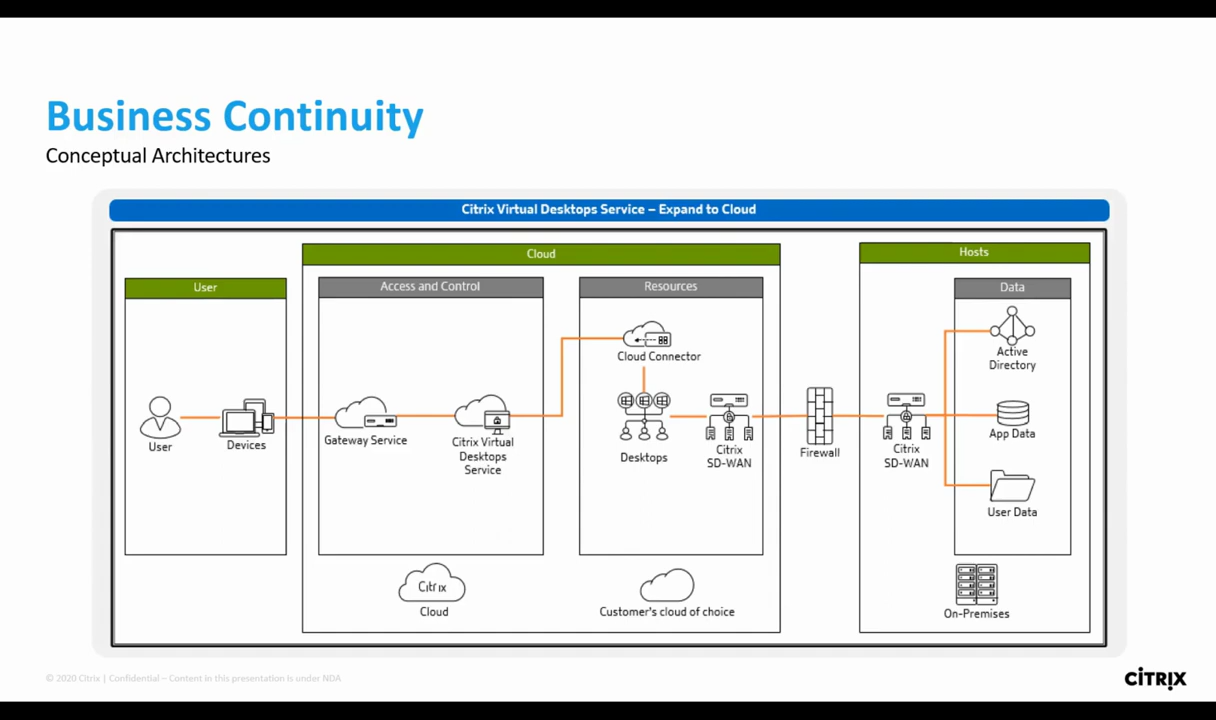 Business Continuity
Conceptual Architectures
Citrix Virtual Desktops Service – Expand to Cloud
Cloud
Hosts
User
Access and Control
Resources
Data
Cloud Connector
Active
Directory
User
Devices
Gateway Service
Citrix Virtual
Desktops
Service
Desktops
Citrix
SD-WAN
Firewall
Citrix
SD-WAN
App Data
User Data
Citrix
Cloud
Customer's cloud of choice
On-Premises
© 2020 Citrix | Confidential – Content in this presentation is under NDA
CITRIX